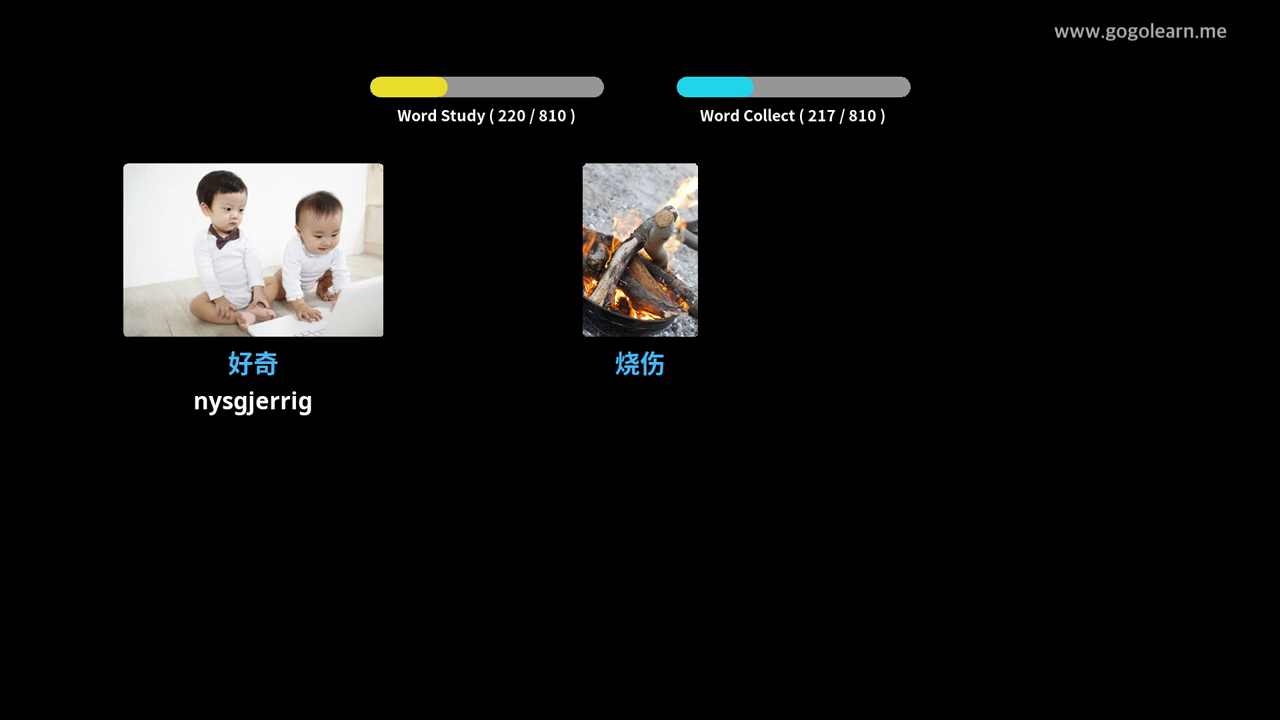 www.gogolearn.me
Word Study ( 220 / 810 )
Word Collect ( 217 / 810 )
好奇
nysgjerrig
烧伤